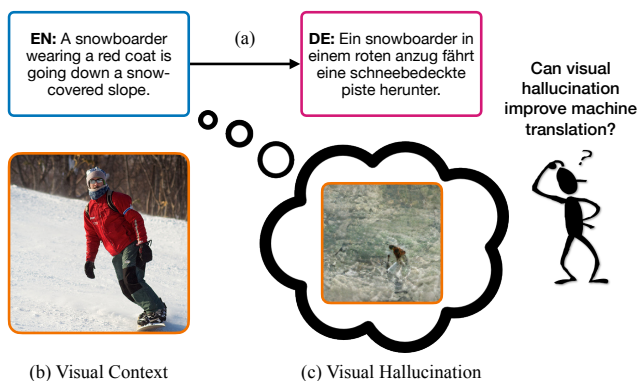 EN: A snowboarder
wearing a red coat is
going down a snow-
covered slope.
(a)
DE: Ein snowboarder in
einem roten anzug fährt
eine schneebedeckte
piste herunter.
Can visual
hallucination
improve machine
translation?
?
(b) Visual Context
(c) Visual Hallucination